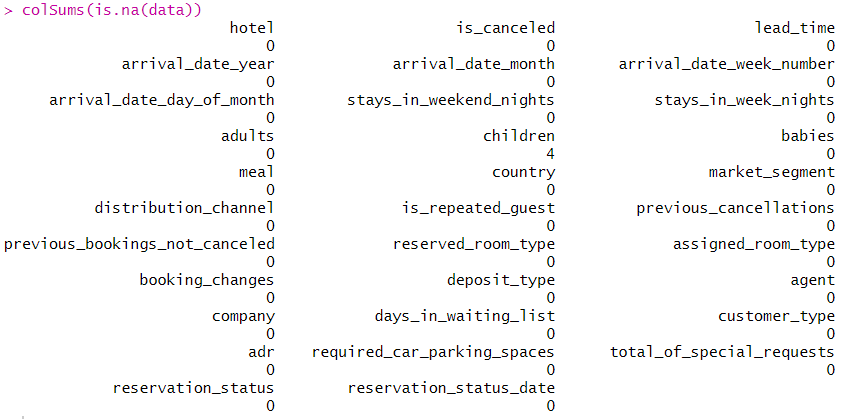 > colSums(is.na(data))
hotel is_canceled lead_time
0 0 0
arrival_date_year arrival_date_month arrival_date_week_number
0 0 0
arrival_date_day_of_month stays_in_weekend_nights stays_in_week_nights
0 0 0
adults children babies
0 4 0
meal country market_segment
0 0 0
distribution_channel is_repeated_guest previous_cancellations
0 0 0
previous_bookings_not_canceled reserved_room_type assigned_room_type
0 0 0
booking_changes deposit_type agent
0 0 0
company days_in_waiting_list customer_type
0 0 0
adr required_car_parking_spaces total_of_special_requests
0 0 0
reservation_status reservation_status_date
0 0